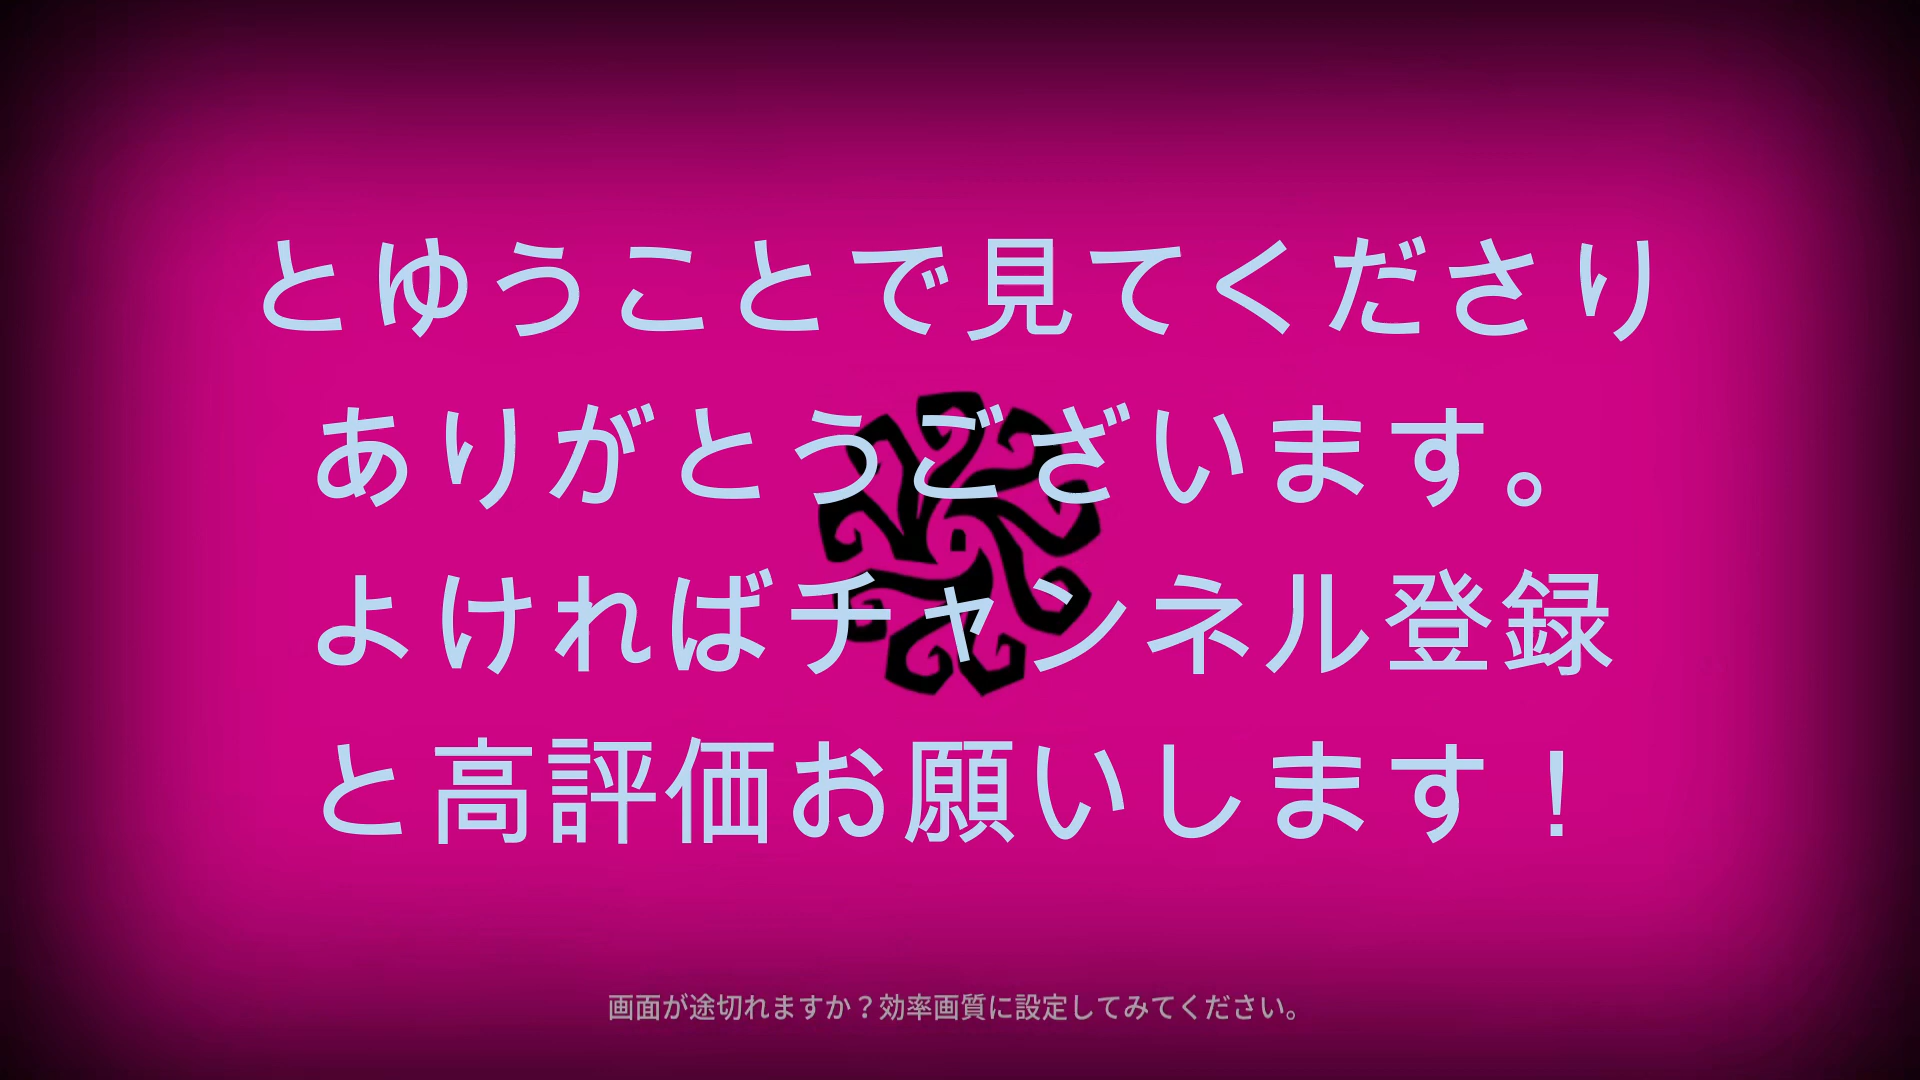 とゆうことで見てくださり
ありがとうございます。
よければチャンネル登録
と高評価お願いします！
画面が途切れますか？効率画質に設定してみてください。